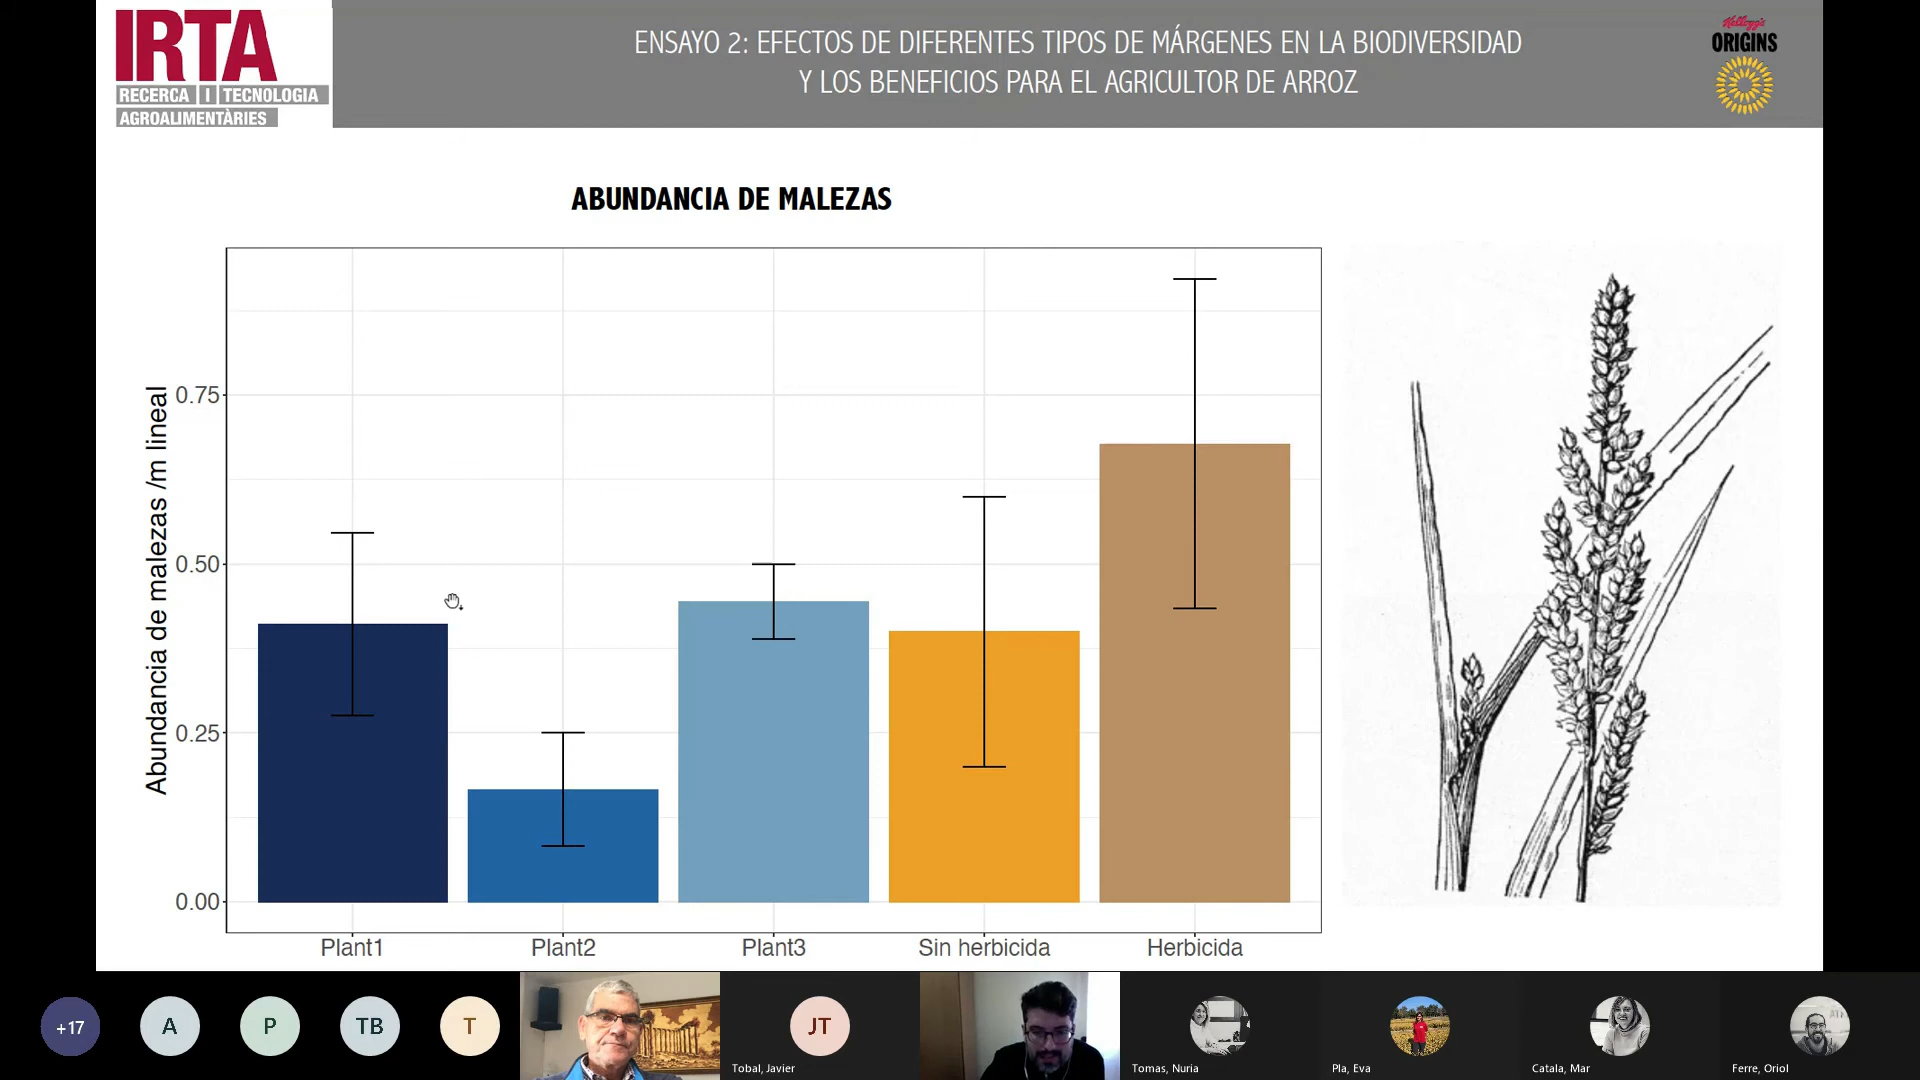 IRTA
RECERCA I TECNOLOGIA
AGROALIMENTÀRIES
ENSAYO 2: EFECTOS DE DIFERENTES TIPOS DE MÁRGENES EN LA BIODIVERSIDAD
Y LOS BENEFICIOS PARA EL AGRICULTOR DE ARROZ
Kellogg's
ORIGINS
ABUNDANCIA DE MALEZAS
Abundancia de malezas /m lineal
0.75
0.50
0.25
0.00
Plant1 Plant2 Plant3 Sin herbicida Herbicida
+17 A P TB T JT
Tobal, Javier Tomas, Nuria Pla, Eva Catala, Mar Ferre, Oriol